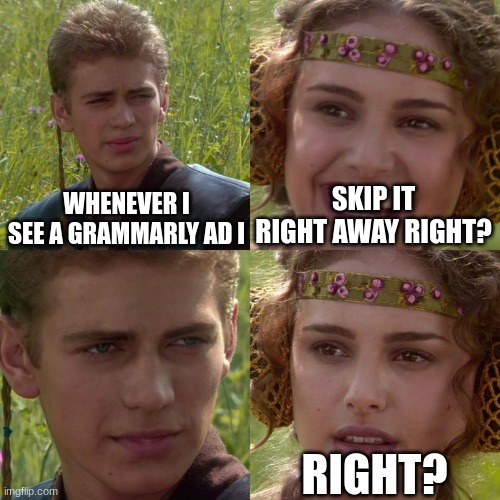 WHENEVER I
SEE A GRAMMARLY AD I
SKIP IT
RIGHT AWAY RIGHT?
RIGHT?
imgflip.com